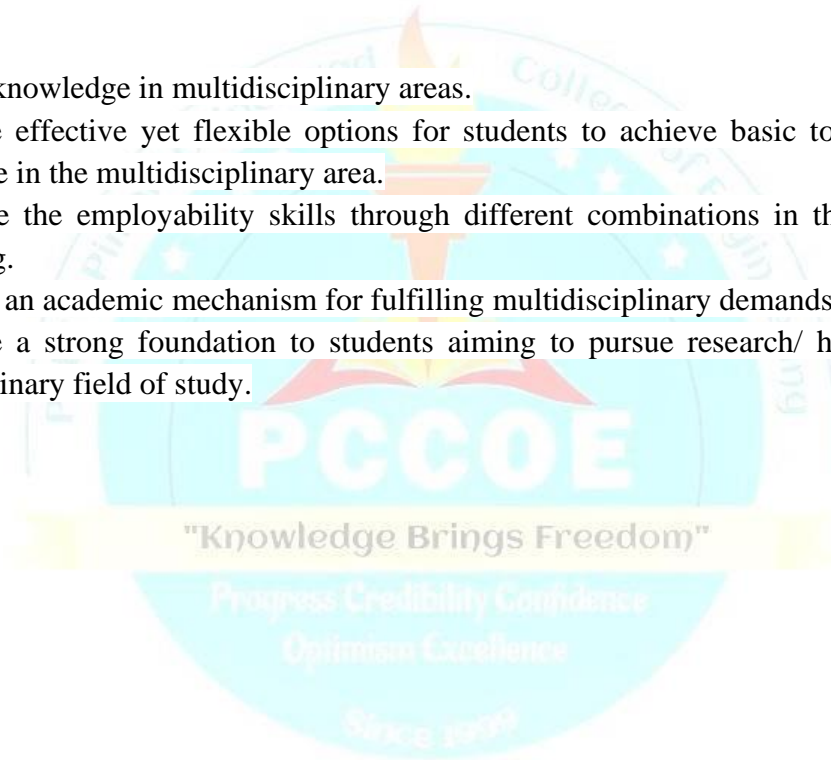 knowledge in multidisciplinary areas.
effective yet flexible options for students to achieve basic to
e in the multidisciplinary area.
e the employability skills through different combinations in th
g.
an academic mechanism for fulfilling multidisciplinary demands
e a strong foundation to students aiming to pursue research/ h
inary field of study.
PCCOE
"Knowledge Brings Freedom"
Progress Credibility Confidence
Optimism Excellence
Since 1999